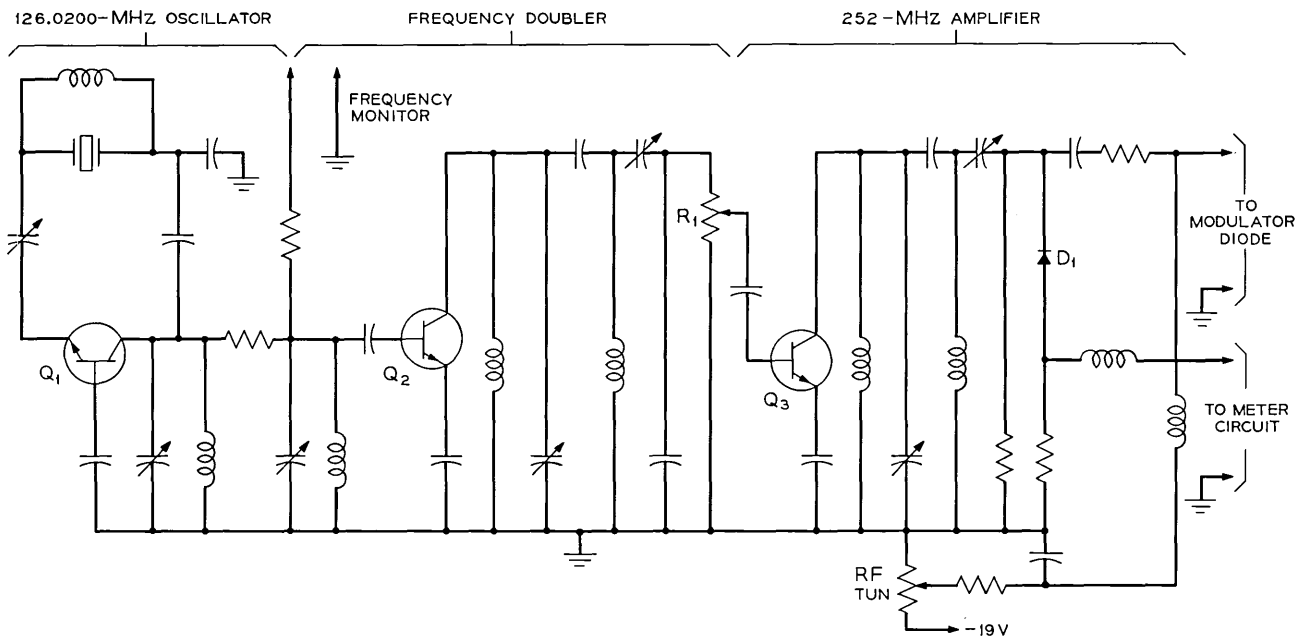 126.0200-MHz OSCILLATOR
FREQUENCY DOUBLER
252-MHz AMPLIFIER
FREQUENCY
MONITOR
R1
TO
MODULATOR
DIODE
D1
Q1
Q2
Q3
TO METER
CIRCUIT
RF
TUN
-19V